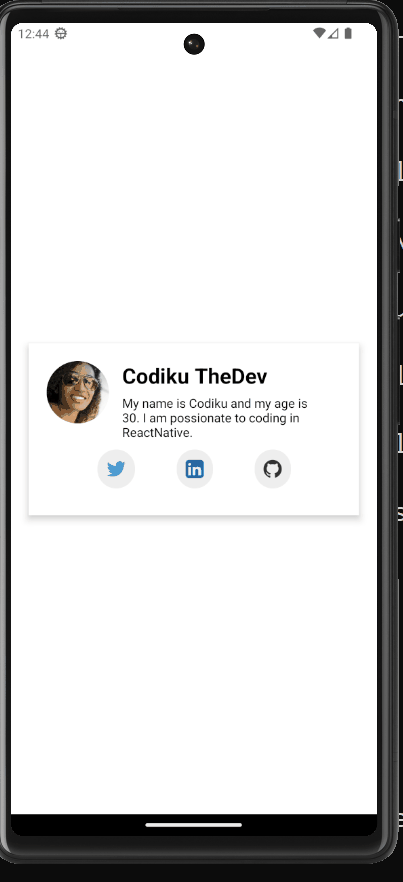 12:44
Codiku TheDev
My name is Codiku and my age is
30. I am possionate to coding in
ReactNative.
in